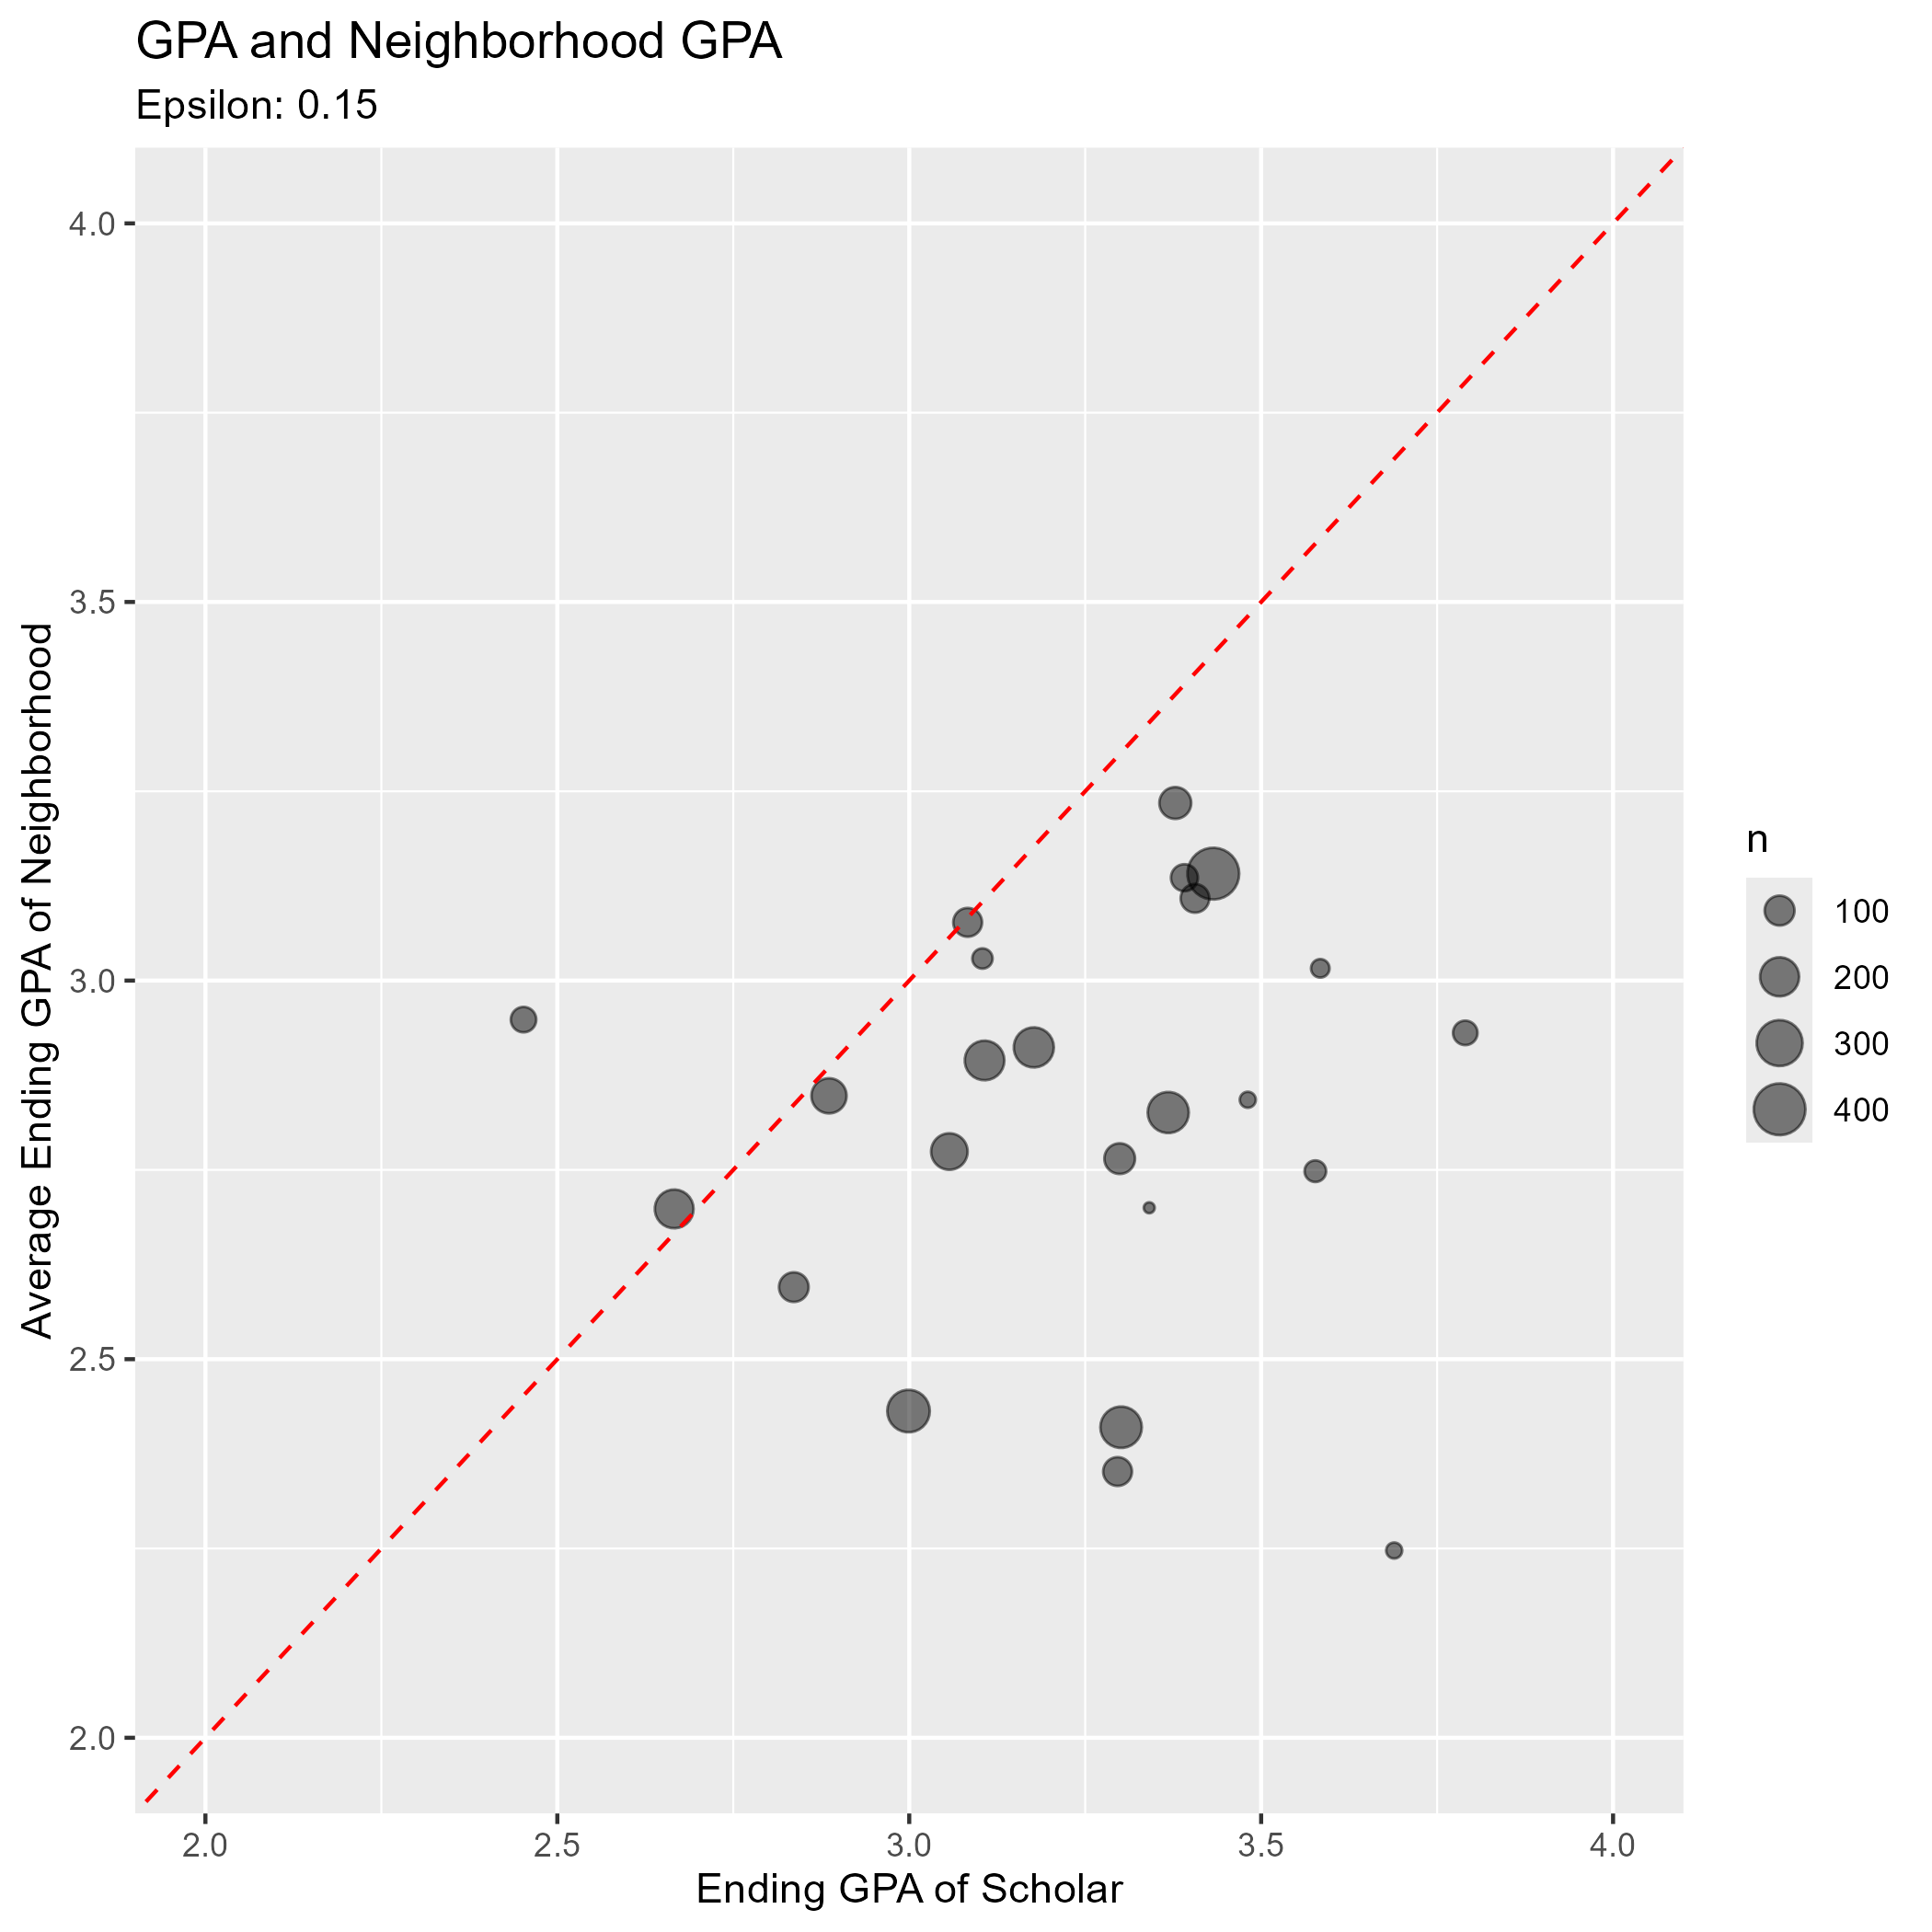 GPA and Neighborhood GPA
Epsilon: 0.15
Average Ending GPA of Neighborhood
4.0
3.5
3.0
2.5
2.0
2.0 2.5 3.0 3.5 4.0
Ending GPA of Scholar
n
100
200
300
400